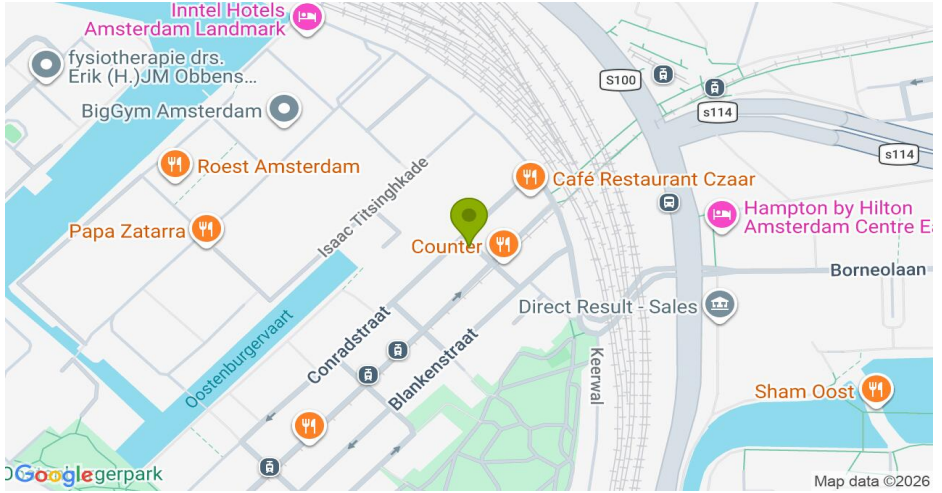 Inntel Hotels
Amsterdam Landmark
fysiotherapie drs.
Erik (H.)JM Obbens...
S100
BigGym Amsterdam
s114
s114
Roest Amsterdam
Café Restaurant Czaar
Isaac Titsinghkade
Hampton by Hilton
Amsterdam Centre Ea
Papa Zatarra
Counter
Borneolaan
Direct Result - Sales
Oostenburgervaart
Conradstraat
Blankenstraat
Keerwal
Sham Oost
Google
egerpark
Map data ©2026